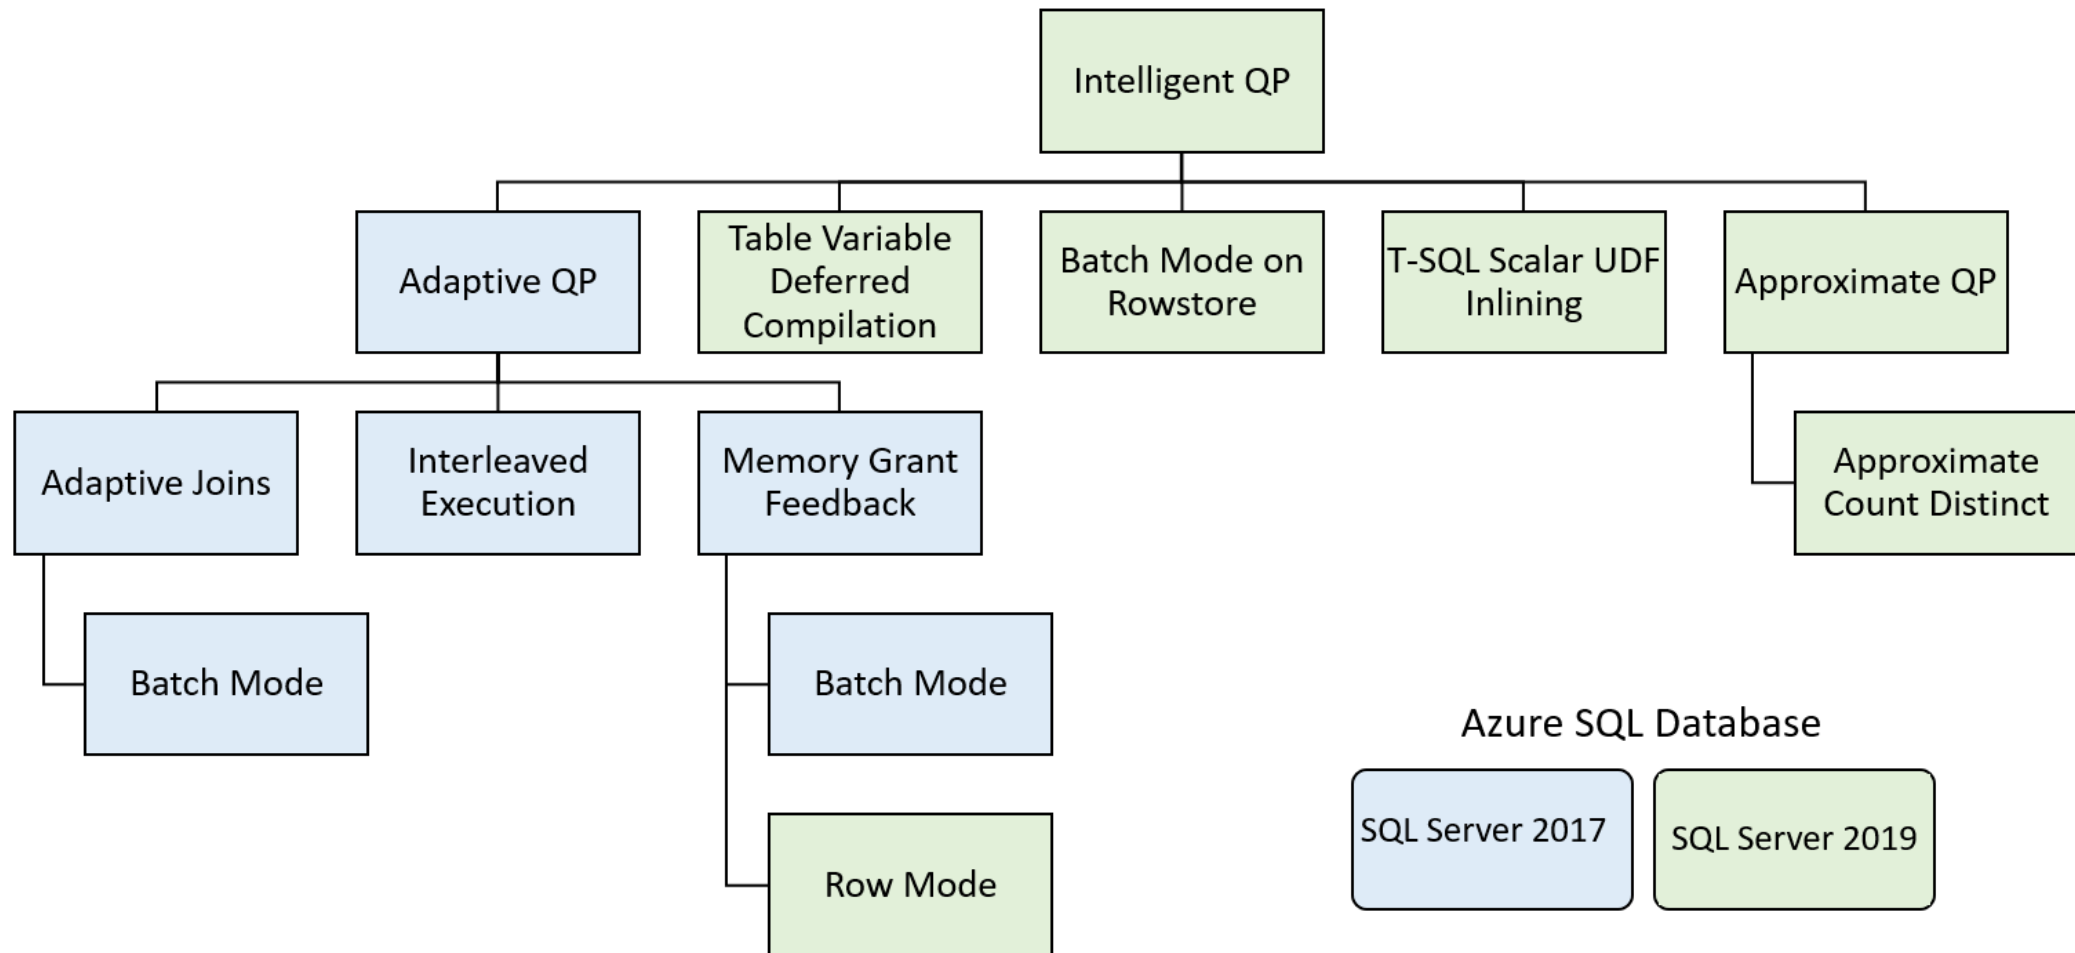 Intelligent QP
Adaptive QP
Table Variable
Deferred
Compilation
Batch Mode on
Rowstore
T-SQL Scalar UDF
Inlining
Approximate QP
Adaptive Joins
Interleaved
Execution
Memory Grant
Feedback
Approximate
Count Distinct
Batch Mode
Batch Mode
Row Mode
Azure SQL Database
SQL Server 2017
SQL Server 2019